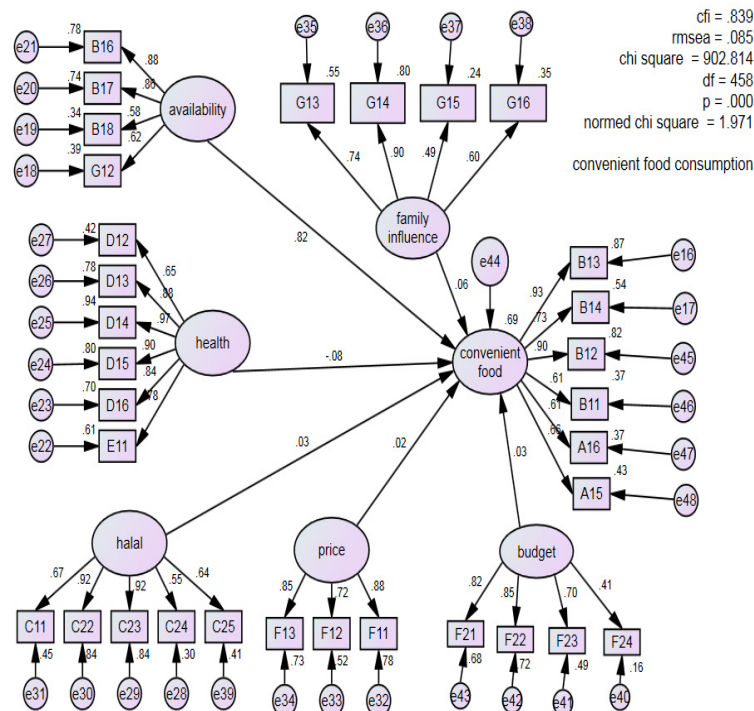 cfi = .839
rmsea = .085
chi square = 902.814
df = 458
p = .000
normed chi square = 1.971
convenient food consumption
e21 .78 B16 .88
e20 .74 B17 .86
e19 .34 B18 .58
e18 .39 G12 .62
availability
.82
e35 e36 e37 e38
.55 .80 .24 .35
G13 G14 G15 G16
.74 .90 .49 .60
family
influence
.06
e44
.69
convenient
food
e27 .42 D12 .65
e26 .78 D13 .88
e25 .94 D14 .97
e24 .80 D15 .90
e23 .70 D16 .84
e22 .61 E11 .78
health
-.08
.93 B13 .87 e16
.73 B14 .54 e17
.90 B12 .82 e45
.61 B11 .37 e46
.61 A16 .37 e47
.66 A15 .43 e48
.03 .02 .03
halal
.67 .92 .92 .55 .64
C11 C22 C23 C24 C25
.45 .84 .84 .30 .41
e31 e30 e29 e28 e39
price
.85 .72 .88
F13 F12 F11
.73 .52 .78
e34 e33 e32
budget
.82 .85 .70 .41
F21 F22 F23 F24
.68 .72 .49 .16
e43 e42 e41 e40